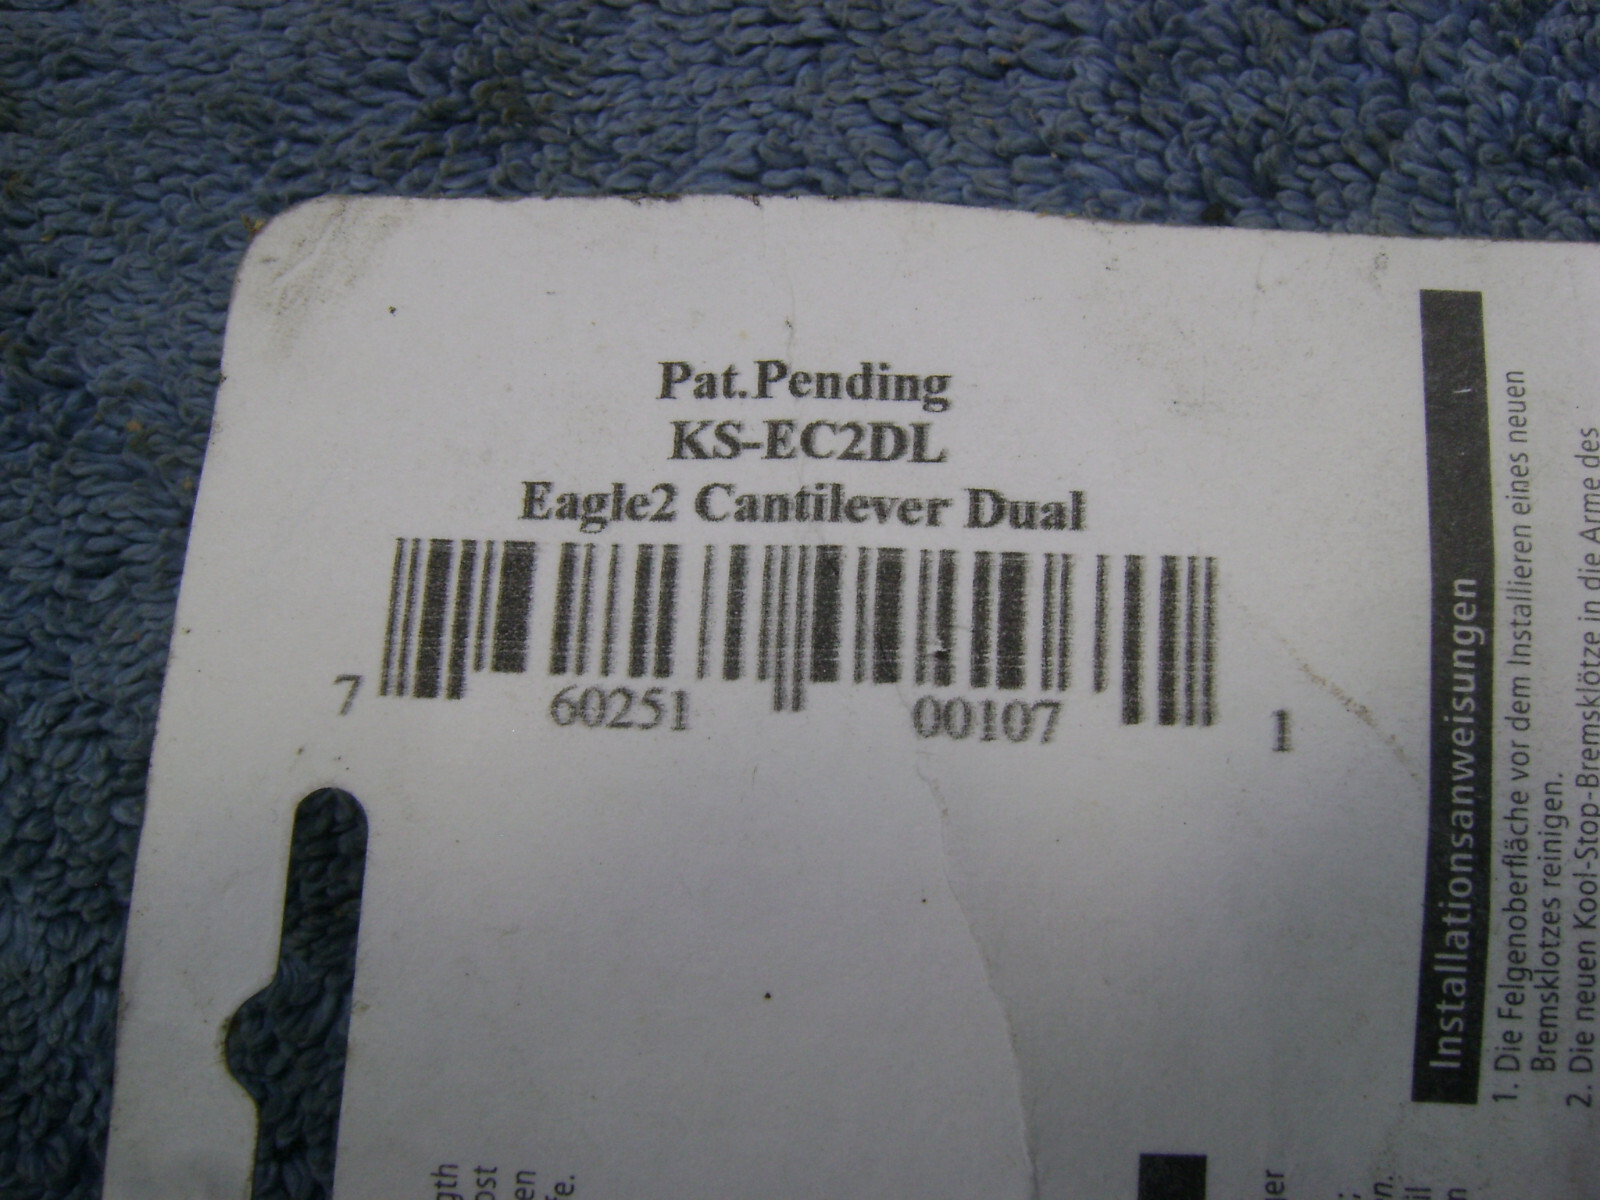 Pat.Pending
KS-EC2DL
Eagle2 Cantilever Dual
7 60251 00107 1
Installationsanweisungen
1. Die Felgenoberfläche vor dem Installieren eines neuen
Bremsklotzes reinigen.
2. Die neuen Kool-Stop-Bremsklötze in die Arme des